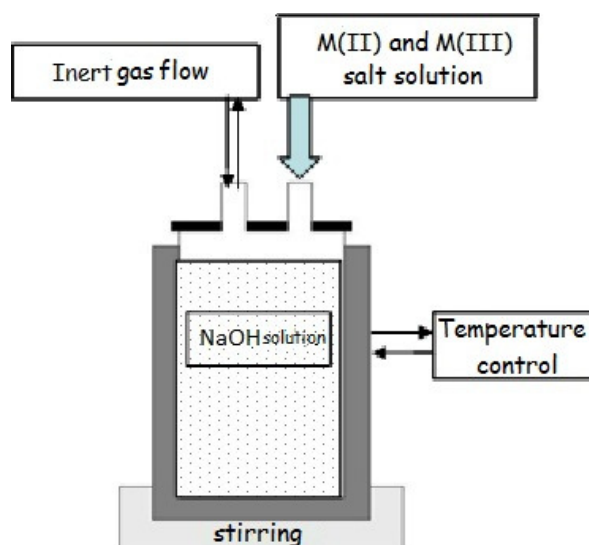 Inert gas flow
M(II) and M(III)
salt solution
NaOH solution
Temperature
control
stirring